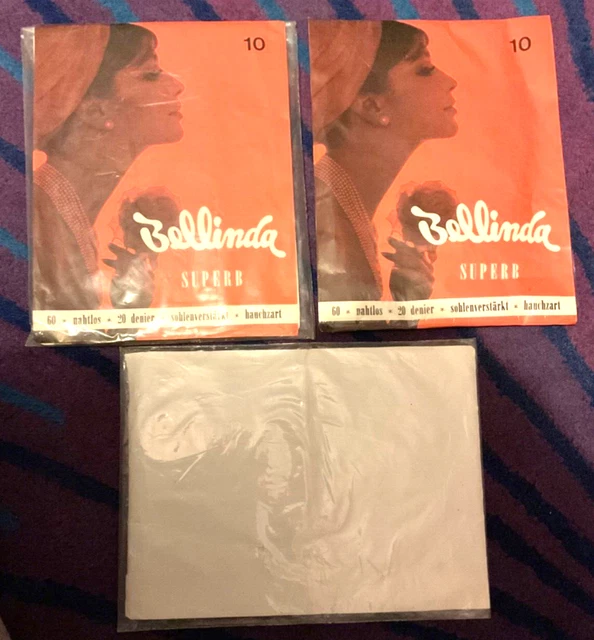 10
Bellinda
SUPERB
60 • nahtlos • 20 denier • sohlenverstärkt • hauchzart
10
Bellinda
SUPERB
60 • nahtlos • 20 denier • sohlenverstärkt • hauchzart